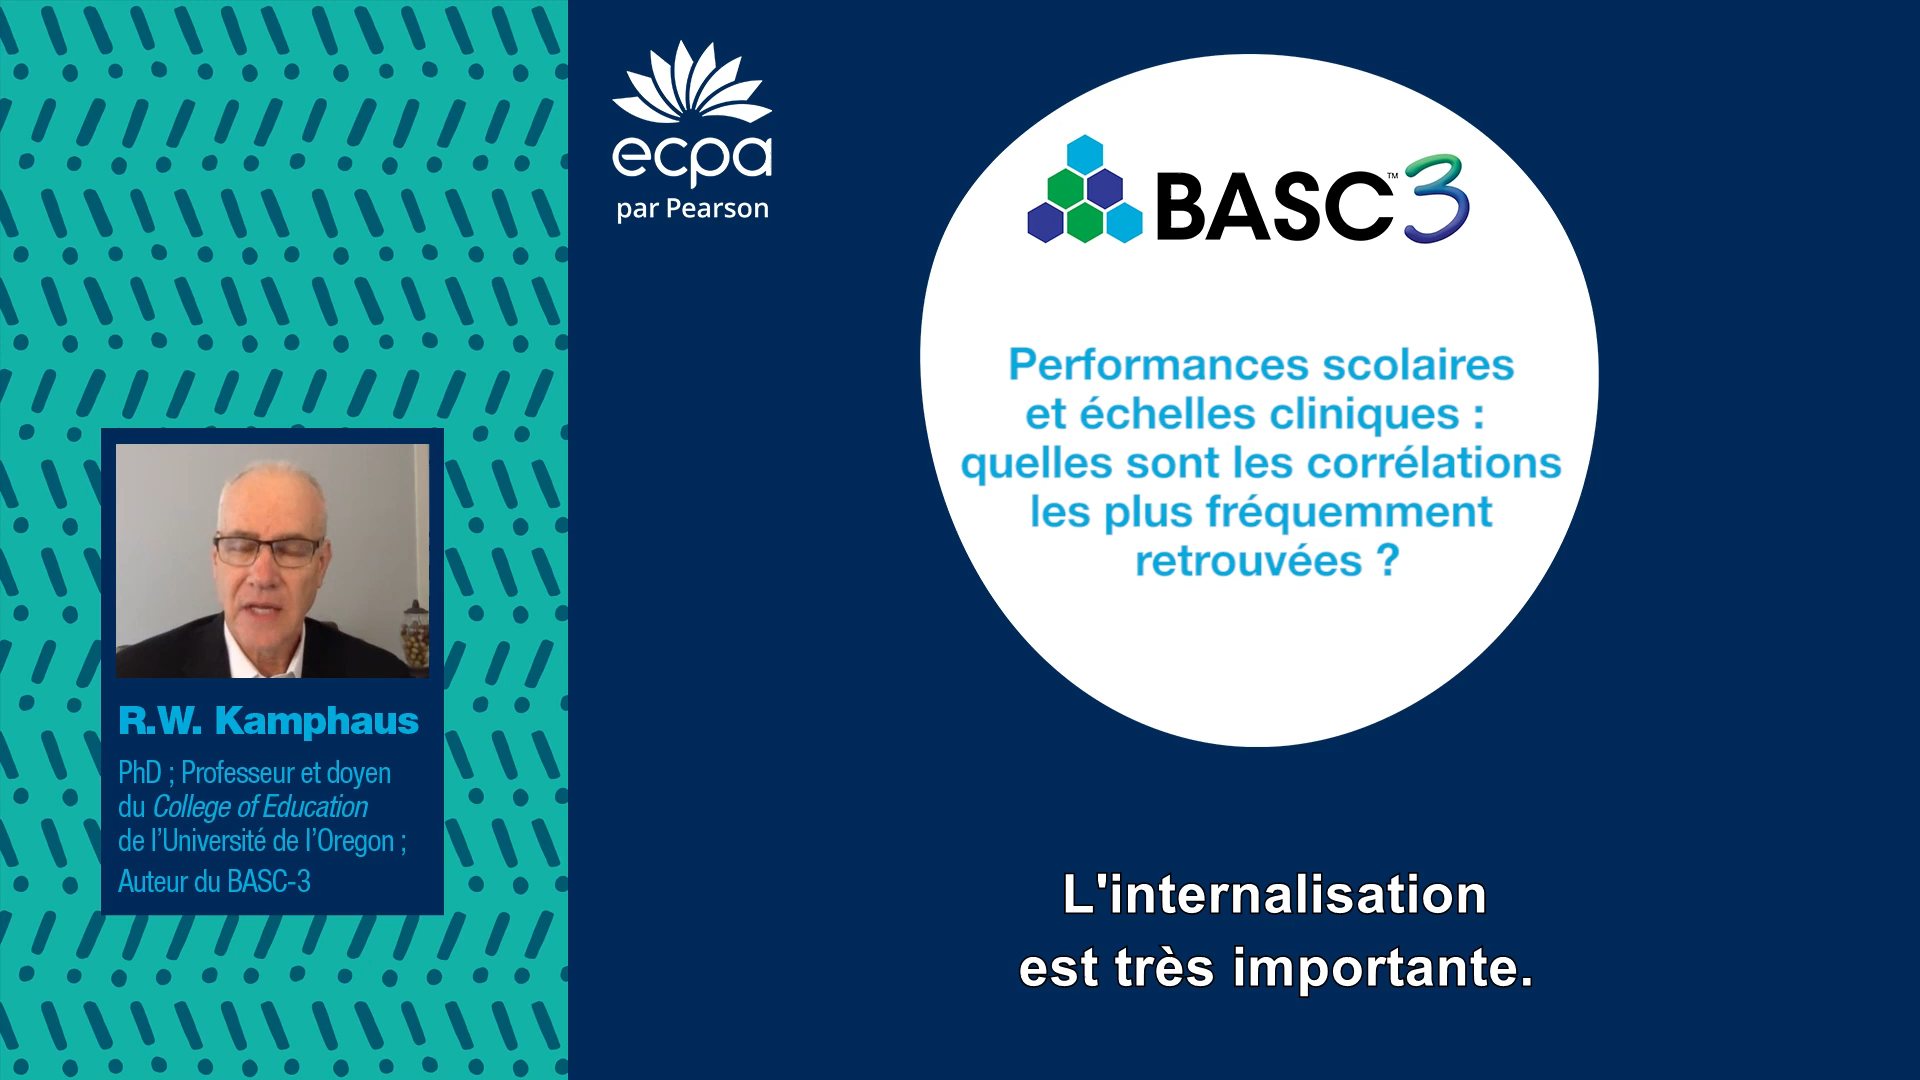 ecpa
par Pearson
BASC™3
Performances scolaires
et échelles cliniques :
quelles sont les corrélations
les plus fréquemment
retrouvées ?
R.W. Kamphaus
PhD ; Professeur et doyen
du College of Education
de l’Université de l’Oregon ;
Auteur du BASC-3
L'internalisation
est très importante.